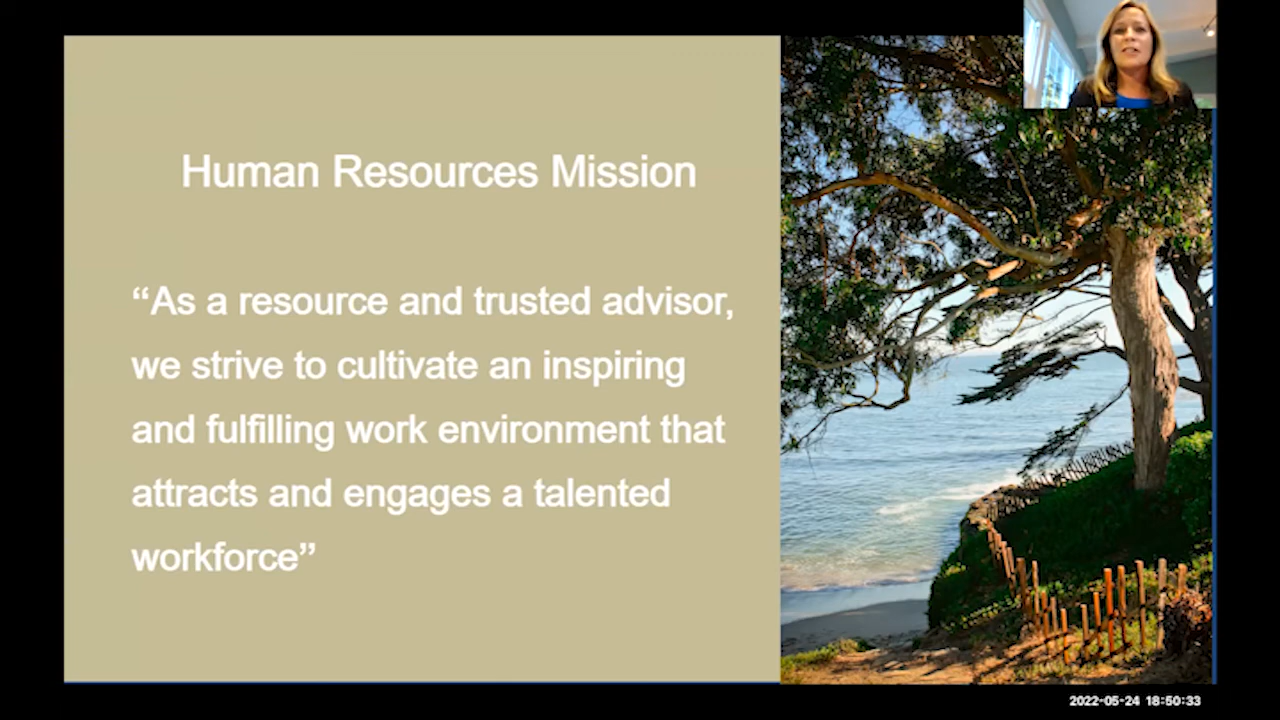 Human Resources Mission
“As a resource and trusted advisor,
we strive to cultivate an inspiring
and fulfilling work environment that
attracts and engages a talented
workforce”
2022-05-24 18:50:33